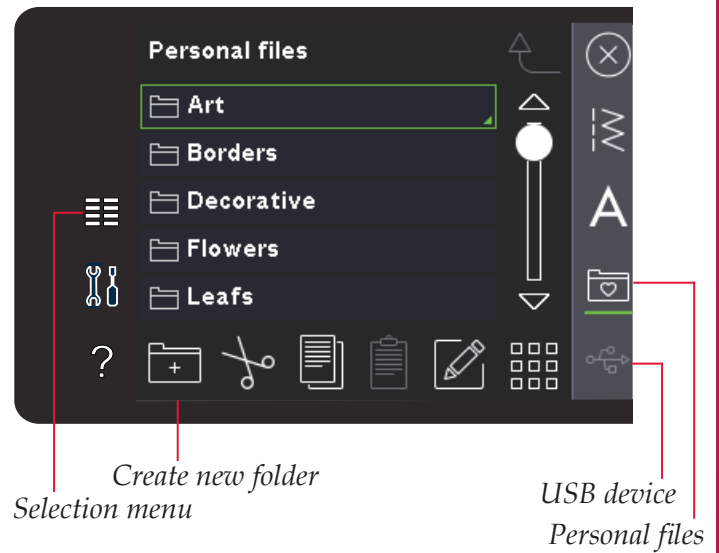 Personal files
Art
Borders
Decorative
Flowers
Leafs
A
?
Create new folder
Selection menu
USB device
Personal files